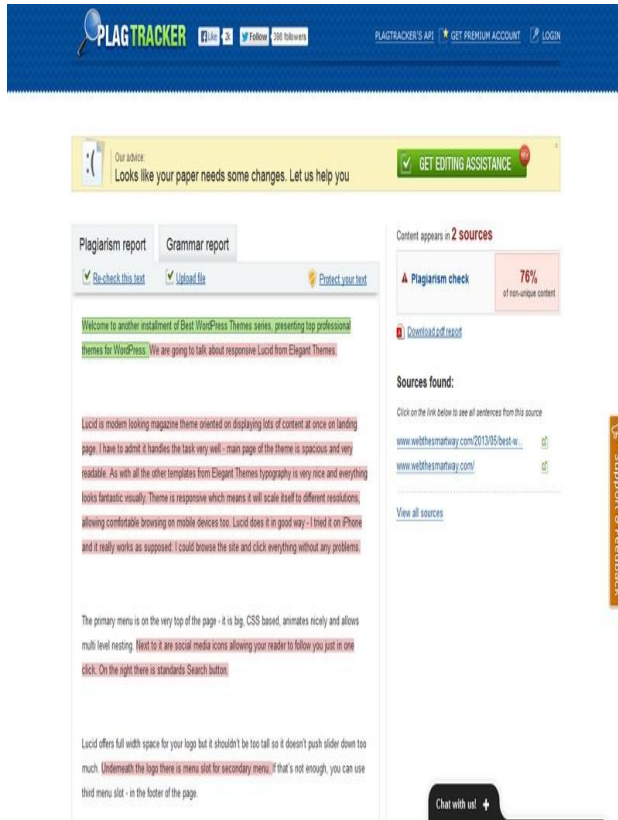 PLAGTRACKER
Like 2k
Follow 398 followers
PLAGTRACKER'S API GET PREMIUM ACCOUNT LOGIN
:(
Our advice:
Looks like your paper needs some changes. Let us help you
GET EDITING ASSISTANCE
x
Plagiarism report Grammar report
Re-check this text Upload file Protect your text
Welcome to another installment of Best WordPress Themes series, presenting top professional
themes for WordPress. We are going to talk about responsive Lucid from Elegant Themes.
Lucid is modern looking magazine theme oriented on displaying lots of content at once on landing
page. I have to admit it handles the task very well - main page of the theme is spacious and very
readable. As with all the other templates from Elegant Themes typography is very nice and everything
looks fantastic visually. Theme is responsive which means it will scale itself to different resolutions,
allowing comfortable browsing on mobile devices too. Lucid does it in good way - I tried it on iPhone
and it really works as supposed. I could browse the site and click everything without any problems.
The primary menu is on the very top of the page - it is big, CSS based, animates nicely and allows
multi level nesting. Next to it are social media icons allowing your reader to follow you just in one
click. On the right there is standards Search button.
Lucid offers full width space for your logo but it shouldn't be too tall so it doesn't push slider down too
much. Underneath the logo there is menu slot for secondary menu. If that's not enough, you can use
third menu slot - in the footer of the page.
Content appears in 2 sources
Plagiarism check
76%
of non-unique content
Download pdf report
Sources found:
Click on the link below to see all sentences from this source
www.webthesmartway.com/2013/05/best-w...
www.webthesmartway.com/
View all sources
Support & Feedback
Chat with us! +